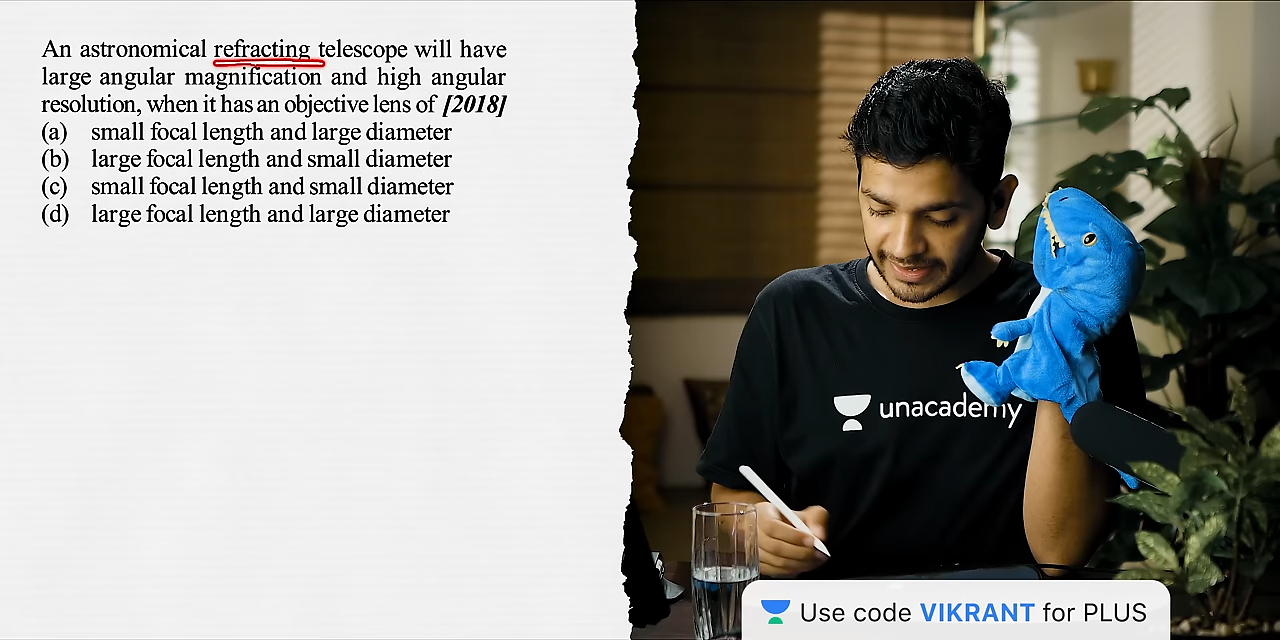 An astronomical refracting telescope will have
large angular magnification and high angular
resolution, when it has an objective lens of [2018]
(a) small focal length and large diameter
(b) large focal length and small diameter
(c) small focal length and small diameter
(d) large focal length and large diameter
unacademy
Use code VIKRANT for PLUS